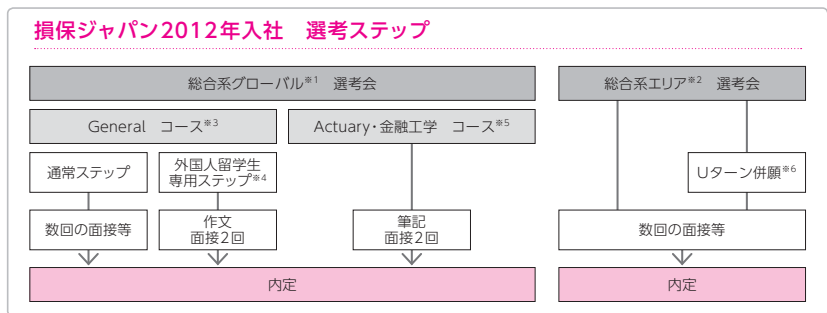 損保ジャパン2012年入社　選考ステップ
総合系グローバル※1　選考会
General　コース※3
Actuary・金融工学　コース※5
通常ステップ
外国人留学生
専用ステップ※4
数回の面接等
作文
面接2回
筆記
面接2回
内定
総合系エリア※2　選考会
Uターン併願※6
数回の面接等
内定